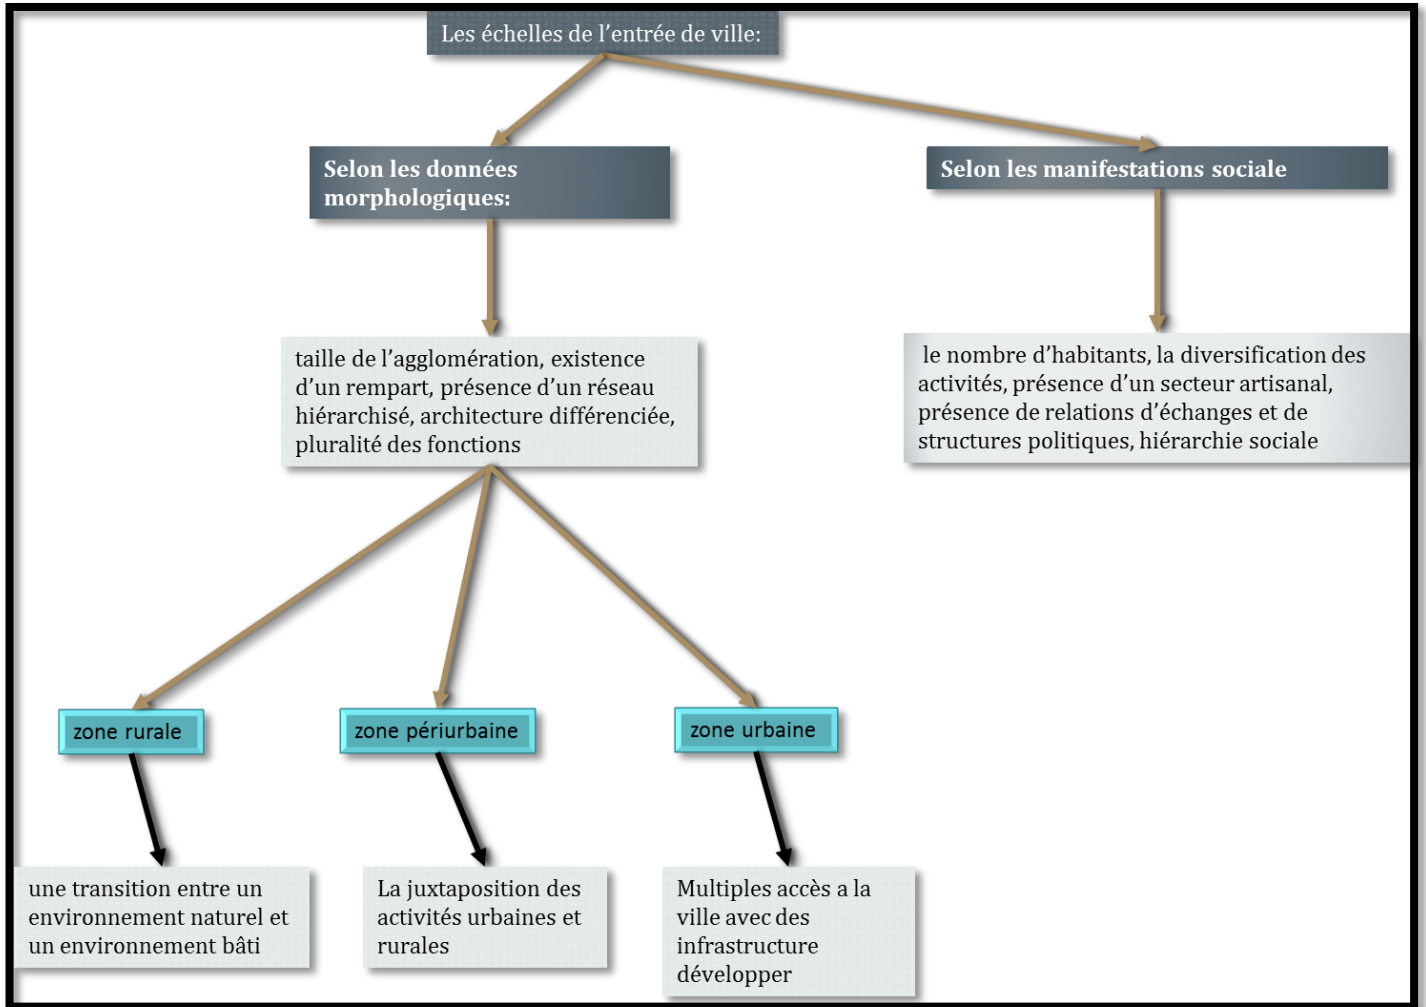 Les échelles de l’entrée de ville:
Selon les données
morphologiques:
Selon les manifestations sociale
taille de l’agglomération, existence
d’un rempart, présence d’un réseau
hiérarchisé, architecture différenciée,
pluralité des fonctions
le nombre d’habitants, la diversification des
activités, présence d’un secteur artisanal,
présence de relations d’échanges et de
structures politiques, hiérarchie sociale
zone rurale
zone périurbaine
zone urbaine
une transition entre un
environnement naturel et
un environnement bâti
La juxtaposition des
activités urbaines et
rurales
Multiples accès a la
ville avec des
infrastructure
développer